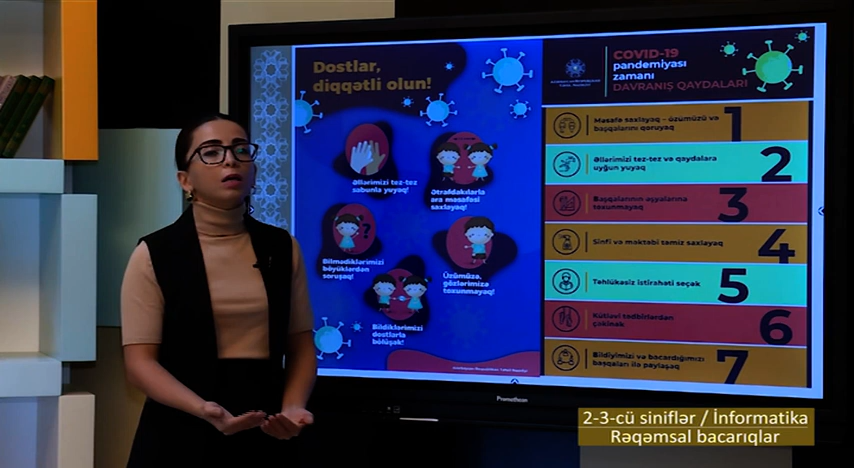 Dostlar,
diqqətli olun!
Əllərimizi tez-tez
sabunla yuyaq!
Ətrafdakılarla
ara məsafəsi
saxlayaq!
Bilmədiklərimizi
böyüklərdən
soruşaq!
Üzümüzə,
gözlərimizə
toxunmayaq!
Bildiklərimizi
dostlarla
bölüşək!
COVID-19
pandemiyası
zamanı
DAVRANIŞ QAYDALARI
Məsafə saxlayaq – üzümüzü və
başqalarını qoruyaq
1
Əllərimizi tez-tez və qaydalara
uyğun yuyaq
2
Başqalarının əşyalarına
toxunmayaq
3
Sinfi və məktəbi təmiz saxlayaq
4
Təhlükəsiz istirahəti seçək
5
Kütləvi tədbirlərdən
çəkinək
6
Bildiyimizi və bacardığımızı
başqaları ilə paylaşaq
7
Promethean
2-3-cü siniflər / İnformatika
Rəqəmsal bacarıqlar